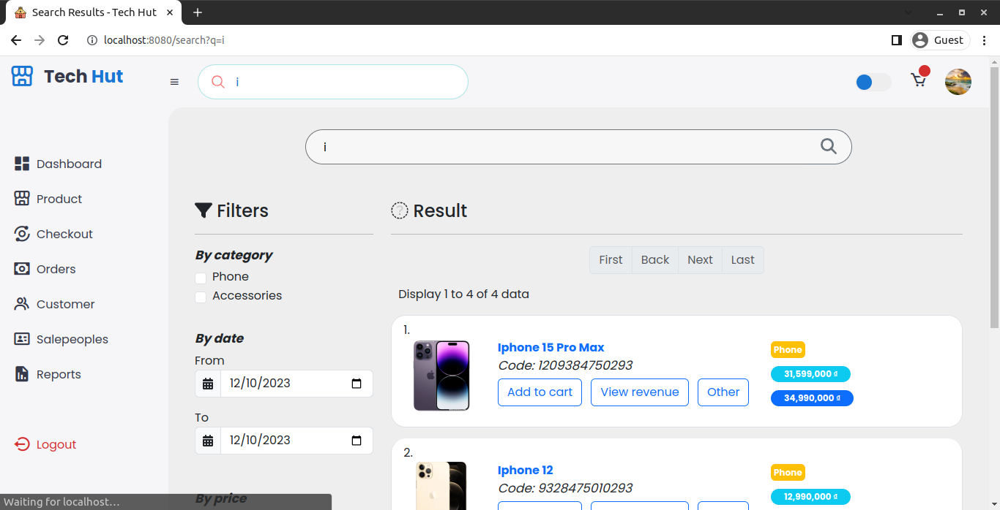 Search Results - Tech Hut
localhost:8080/search?q=i
Guest
Tech Hut
i
i
Dashboard
Product
Checkout
Orders
Customer
Salepeoples
Reports
Logout
Filters
By category
Phone
Accessories
By date
From
12/10/2023
To
12/10/2023
By price
? Result
First Back Next Last
Display 1 to 4 of 4 data
1.
Iphone 15 Pro Max
Code: 1209384750293
Add to cart View revenue Other
Phone
31,599,000 ₫
34,990,000 ₫
2.
Iphone 12
Code: 9328475010293
Phone
12,990,000 ₫
Waiting for localhost...